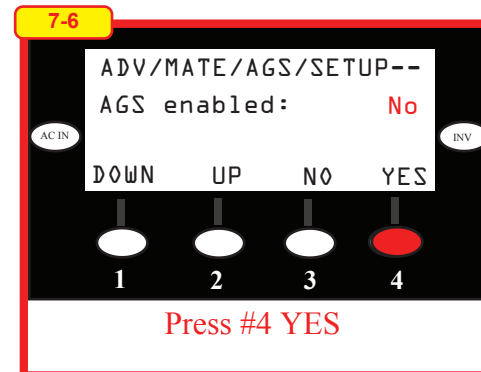 7-6
ADV/MATE/AGS/SETUP--
AGS enabled: No
AC IN
INV
DOWN UP NO YES
1 2 3 4
Press #4 YES